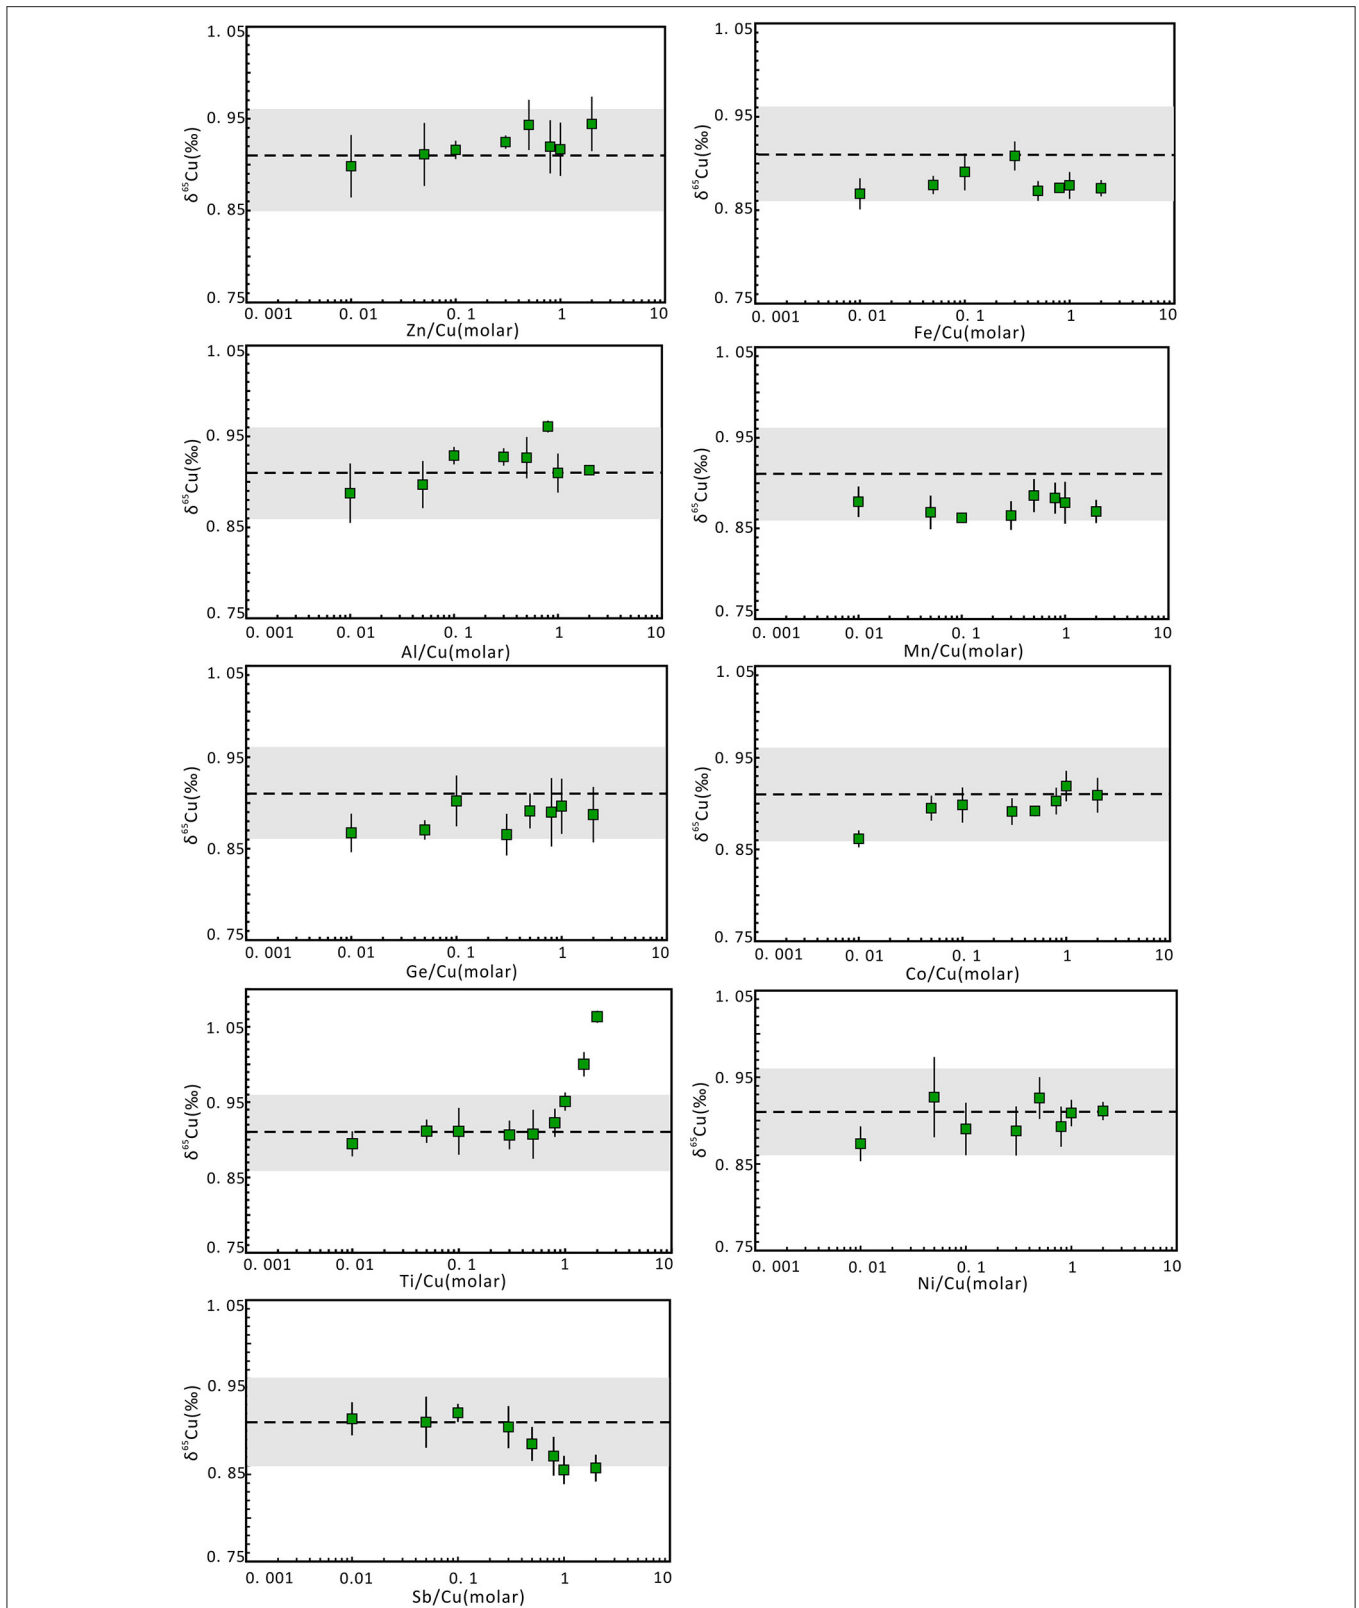 1. 05
0. 95
0. 85
0. 75
δ⁶⁵Cu(‰)
0. 001 0. 01 0. 1 1 10
Zn/Cu(molar)
1. 05
0. 95
0. 85
0. 75
δ⁶⁵Cu(‰)
0. 001 0. 01 0. 1 1 10
Fe/Cu(molar)
1. 05
0. 95
0. 85
0. 75
δ⁶⁵Cu(‰)
0. 001 0. 01 0. 1 1 10
Al/Cu(molar)
1. 05
0. 95
0. 85
0. 75
δ⁶⁵Cu(‰)
0. 001 0. 01 0. 1 1 10
Mn/Cu(molar)
1. 05
0. 95
0. 85
0. 75
δ⁶⁵Cu(‰)
0. 001 0. 01 0. 1 1 10
Ge/Cu(molar)
1. 05
0. 95
0. 85
0. 75
δ⁶⁵Cu(‰)
0. 001 0. 01 0. 1 1 10
Co/Cu(molar)
1. 05
0. 95
0. 85
0. 75
δ⁶⁵Cu(‰)
0. 001 0. 01 0. 1 1 10
Ti/Cu(molar)
1. 05
0. 95
0. 85
0. 75
δ⁶⁵Cu(‰)
0. 001 0. 01 0. 1 1 10
Ni/Cu(molar)
1. 05
0. 95
0. 85
0. 75
δ⁶⁵Cu(‰)
0. 001 0.01 0. 1 1 10
Sb/Cu(molar)